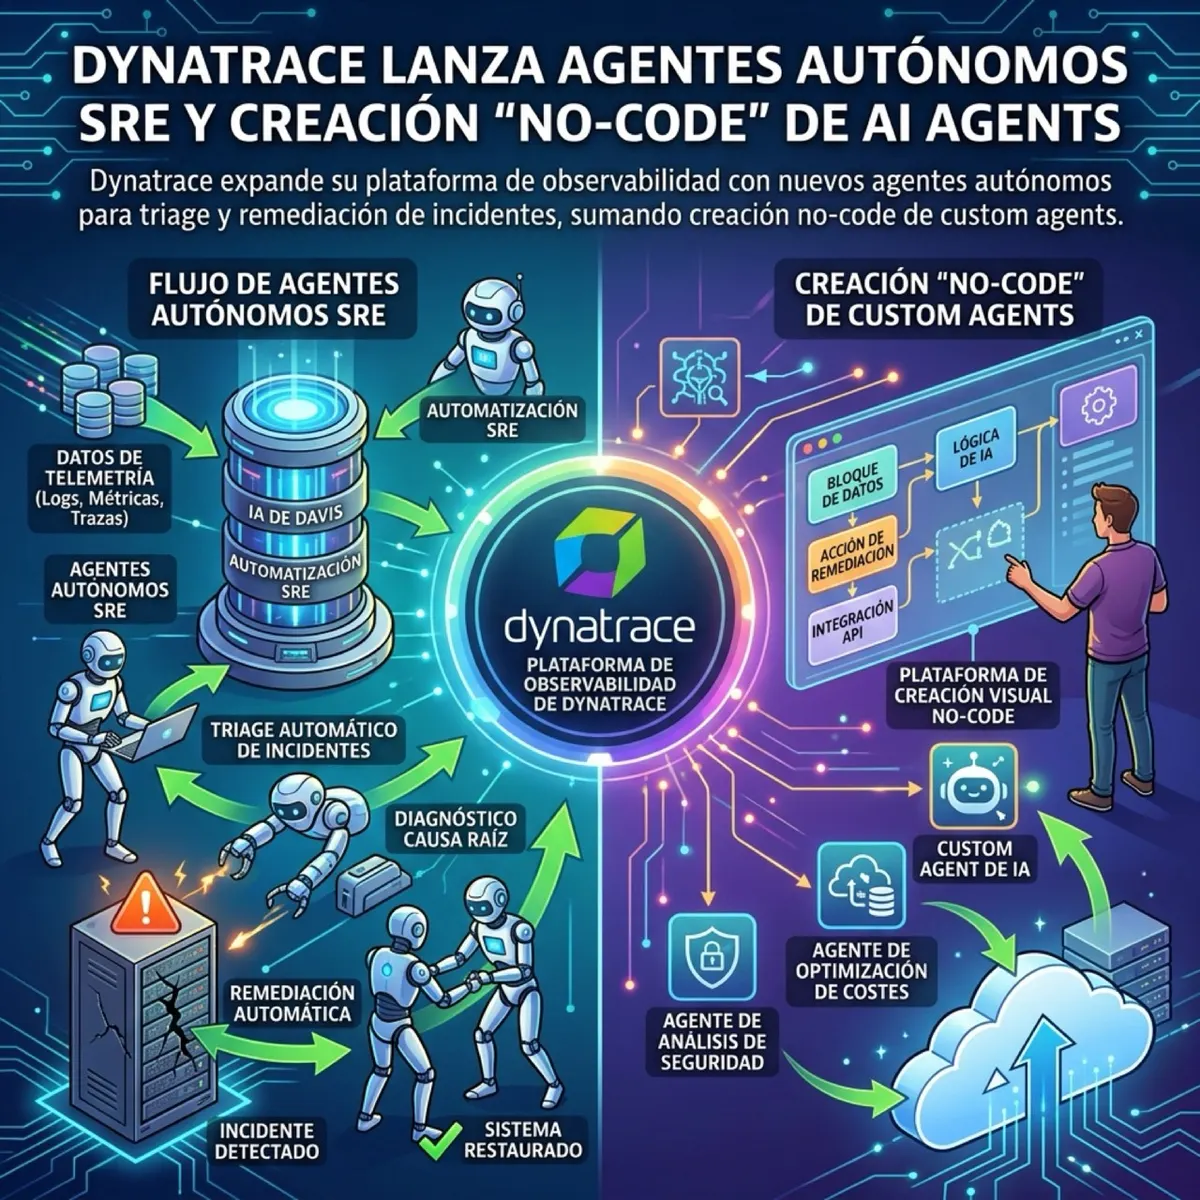 DYNATRACE LANZA AGENTES AUTÓNOMOS
SRE Y CREACIÓN “NO-CODE” DE AI AGENTS
Dynatrace expande su plataforma de observabilidad con nuevos agentes autónomos
para triage y remediación de incidentes, sumando creación no-code de custom agents.
FLUJO DE AGENTES
AUTÓNOMOS SRE
AUTOMATIZACIÓN
SRE
DATOS DE
TELEMETRÍA
(Logs, Métricas,
Trazas)
IA DE DAVIS
AUTOMATIZACIÓN
SRE
AGENTES
AUTÓNOMOS
SRE
TRIAGE AUTOMÁTICO
DE INCIDENTES
DIAGNÓSTICO
CAUSA RAÍZ
REMEDIACIÓN
AUTOMÁTICA
INCIDENTE
DETECTADO
SISTEMA
RESTAURADO
dynatrace
PLATAFORMA DE
OBSERVABILIDAD
DE DYNATRACE
CREACIÓN “NO-CODE”
DE CUSTOM AGENTS
BLOQUE
DE DATOS
LÓGICA
DE IA
ACCIÓN DE
REMEDIACIÓN
INTEGRACIÓN
API
PLATAFORMA DE
CREACIÓN VISUAL
NO-CODE
CUSTOM
AGENT DE IA
AGENTE DE
OPTIMIZACIÓN
DE COSTES
AGENTE DE
ANÁLISIS DE
SEGURIDAD